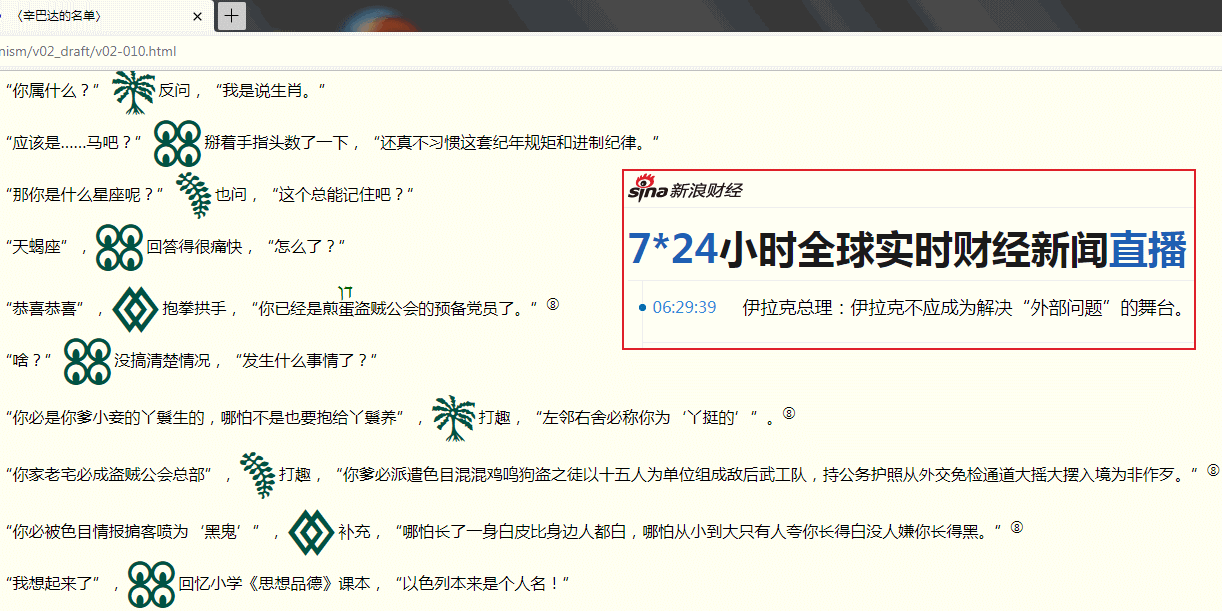 〈辛巴达的名单〉
nism/v02_draft/v02-010.html
“你属什么？” 反问，“我是说生肖。”
“应该是……马吧？” 掰着手指头数了一下，“还真不习惯这套纪年规矩和进制纪律。”
“那你是什么星座呢？” 也问，“这个总能记住吧？”
“天蝎座”， 回答得很痛快，“怎么了？”
“恭喜恭喜”， 抱拳拱手，“你已经是煎蛋盗贼公会的预备党员了。”⑧
דן
“啥？” 没搞清楚情况，“发生什么事情了？”
“你必是你爹小妾的丫鬟生的，哪怕不是也要抱给丫鬟养”， 打趣，“左邻右舍必称你为‘丫挺的’”。⑧
“你家老宅必成盗贼公会总部”， 打趣，“你爹必派遣色目混混鸡鸣狗盗之徒以十五人为单位组成敌后武工队，持公务护照从外交免检通道大摇大摆入境为非作歹。”⑧
“你必被色目情报掮客喷为‘黑鬼’”， 补充，“哪怕长了一身白皮比身边人都白，哪怕从小到大只有人夸你长得白没人嫌你长得黑。”⑧
“我想起来了”， 回忆小学《思想品德》课本，“以色列本来是个人名！”
sina 新浪财经
7*24小时全球实时财经新闻直播
06:29:39 伊拉克总理：伊拉克不应成为解决“外部问题”的舞台。